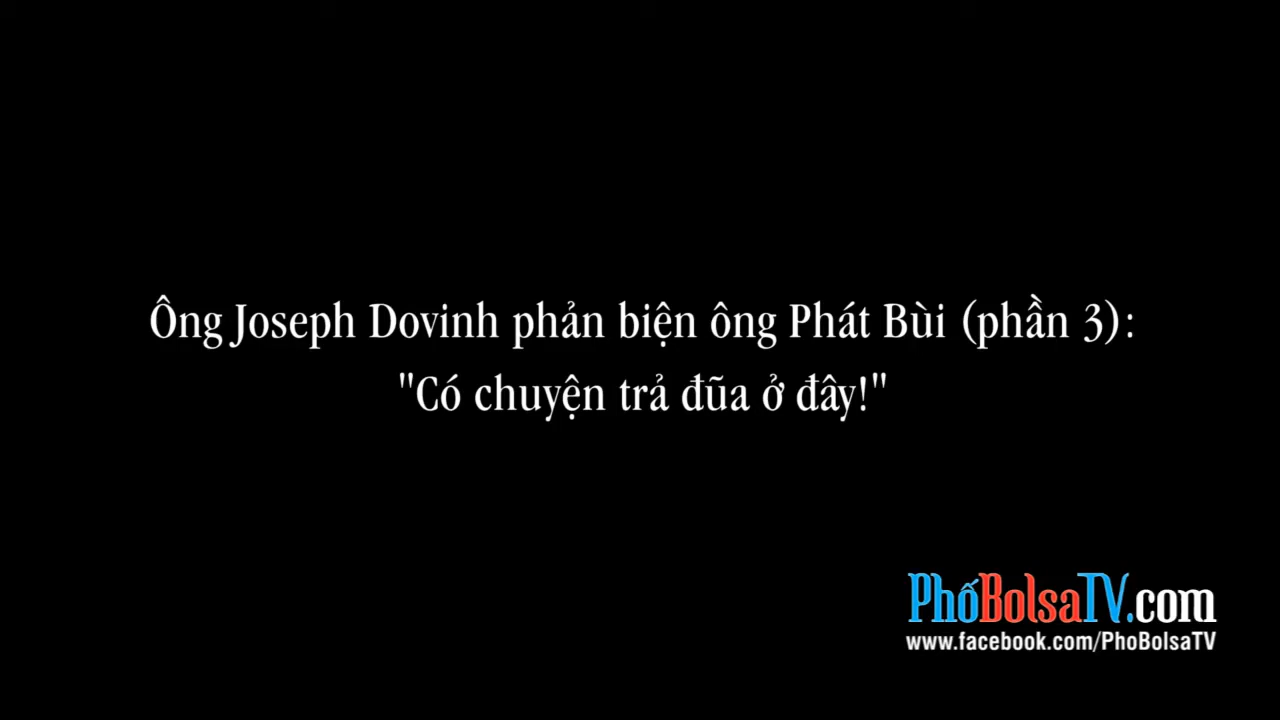 Ông Joseph Dovinh phản biện ông Phát Bùi (phần 3):
"Có chuyện trả đũa ở đây!"
PhốBolsaTV.com
www.facebook.com/PhoBolsaTV